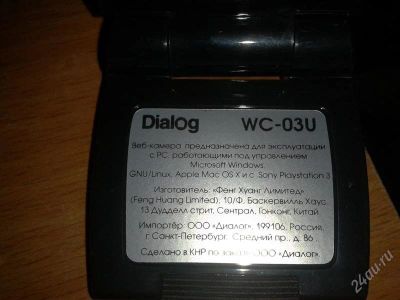 Dialog WC-03U
Веб-камера предназначена для эксплуатации
с PC, работающими под управлением
Microsoft Windows,
GNU/Linux, Apple Mac OS X и с Sony Playstation 3
Изготовитель: «Фенг Хуанг Лимитед»
(Feng Huang Limited), 10/Ф, Баскервилль Хаус,
13 Дудделл стрит, Сентрал, Гонконг, Китай
Импортёр: ООО «Диалог», 199106, Россия,
г. Санкт-Петербург, Средний пр., д. 86
Сделано в КНР по заказу ООО «Диалог»
24au.ru